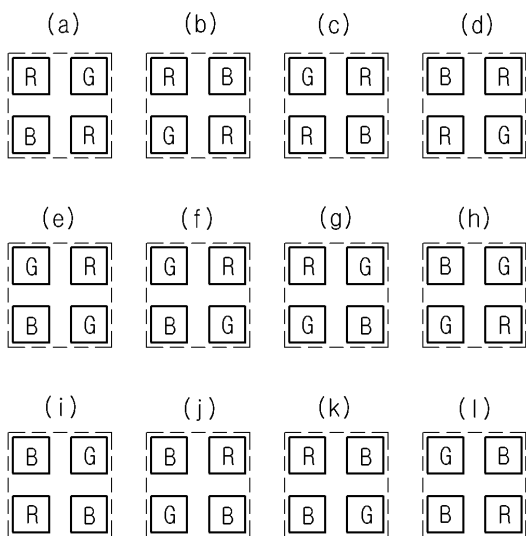 (a) (b) (c) (d)
R G R B G R B R
B R G R R B R G
(e) (f) (g) (h)
G R G R R G B G
B G B G G B G R
(i) (j) (k) (l)
B G B R R B G B
R B G B B G B R